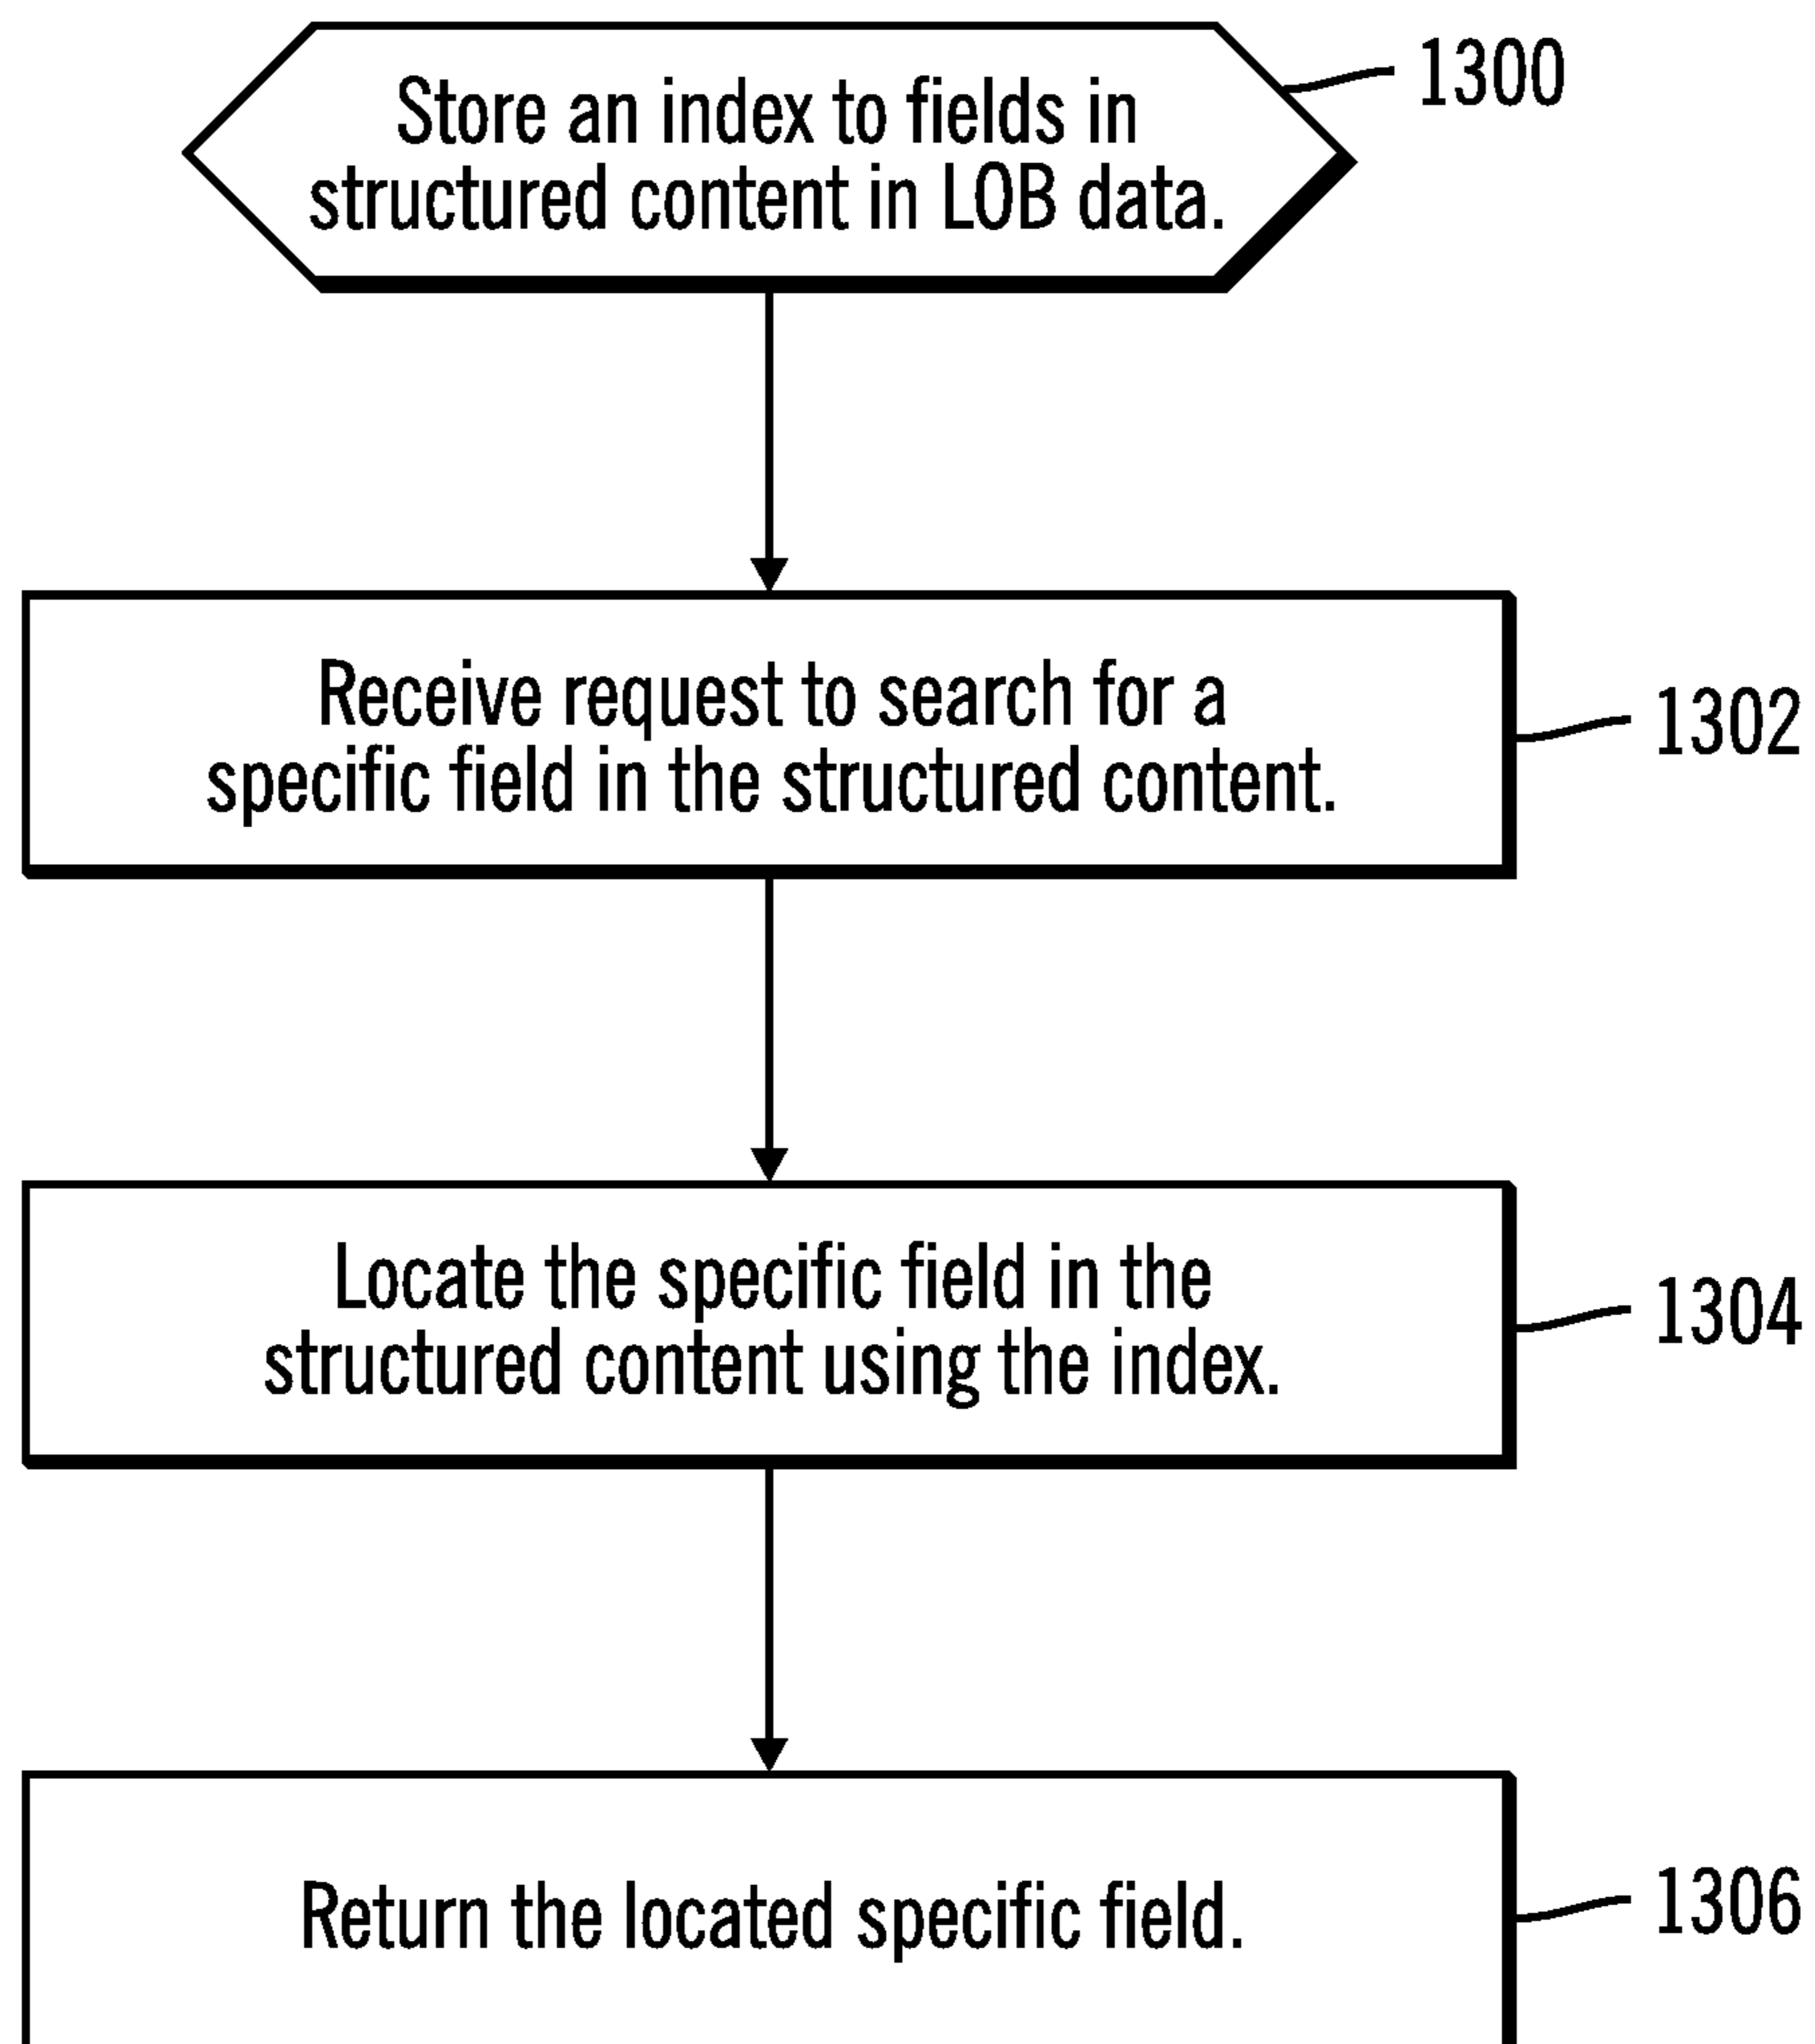 Store an index to fields in
structured content in LOB data.
1300
Receive request to search for a
specific field in the structured content.
1302
Locate the specific field in the
structured content using the index.
1304
Return the located specific field.
1306